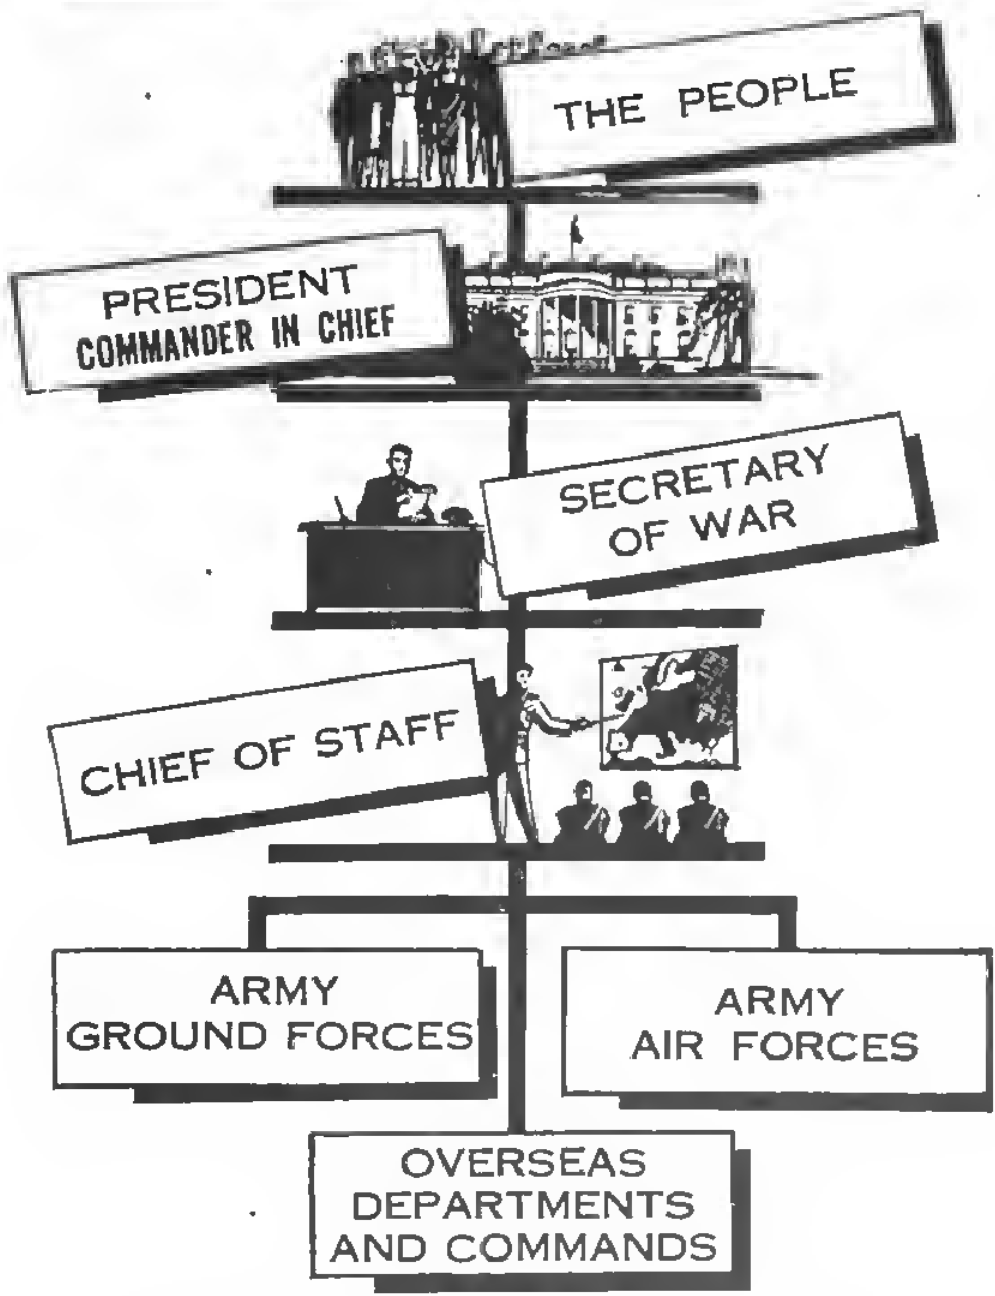 THE PEOPLE
PRESIDENT
COMMANDER IN CHIEF
SECRETARY
OF WAR
CHIEF OF STAFF
ARMY
GROUND FORCES
ARMY
AIR FORCES
OVERSEAS
DEPARTMENTS
AND COMMANDS